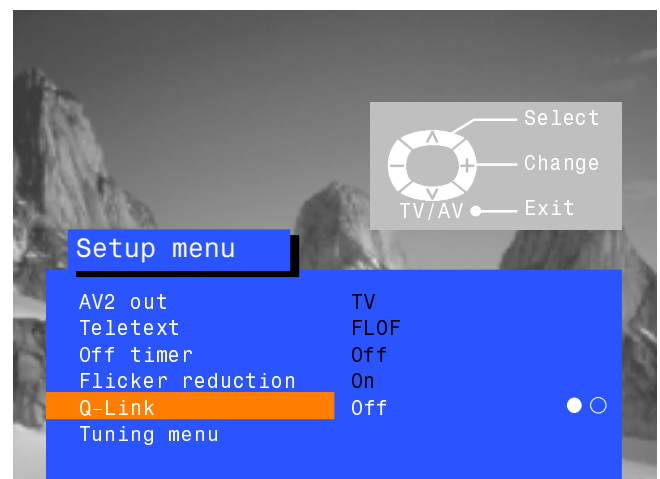 Select
Change
TV/AV Exit
Setup menu
AV2 out TV
Teletext FLOF
Off timer Off
Flicker reduction On
Q-Link Off
Tuning menu